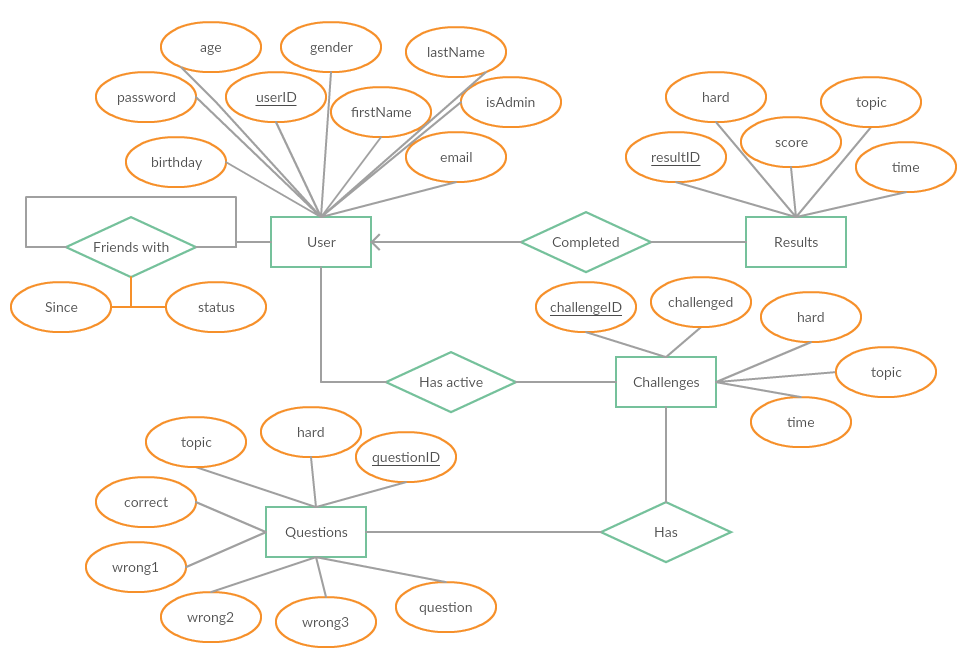 age
gender
lastName
password
userID
firstName
isAdmin
birthday
email
hard
topic
score
resultID
time
Friends with
User
Completed
Results
Since
status
challengeID
challenged
hard
topic
time
Has active
Challenges
topic
hard
questionID
correct
Questions
Has
wrong1
wrong2
wrong3
question